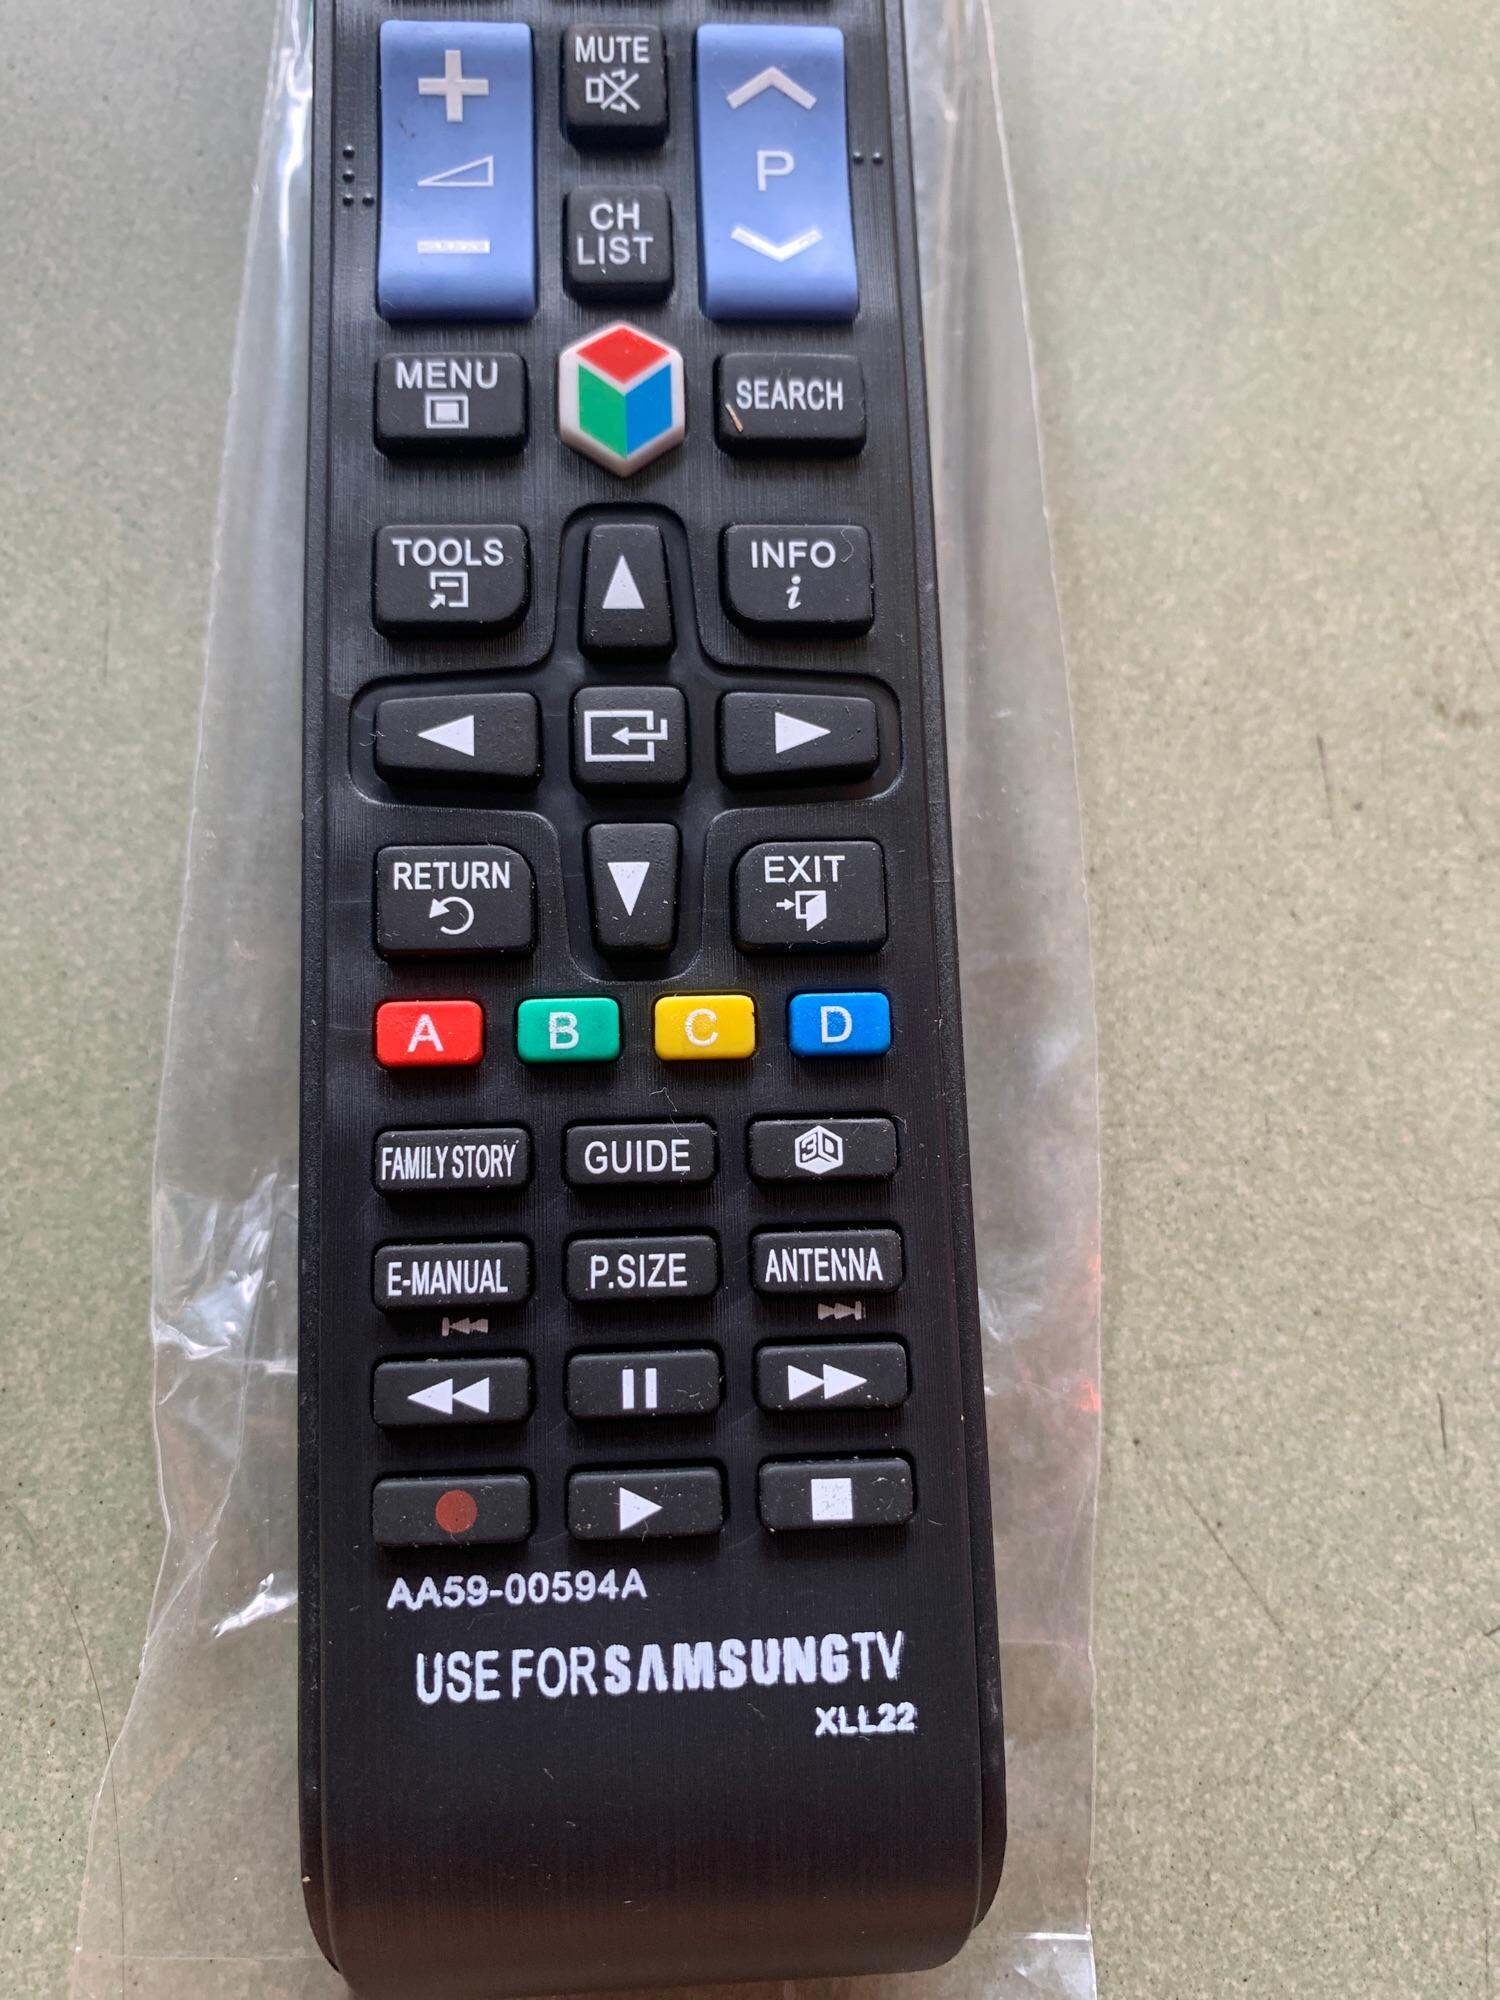 MUTE
P
CH
LIST
MENU
SEARCH
TOOLS
INFO
i
RETURN
EXIT
A
B
C
D
FAMILY STORY
GUIDE
3D
E-MANUAL
P.SIZE
ANTENNA
AA59-00594A
USE FOR SAMSUNG TV
XLL22